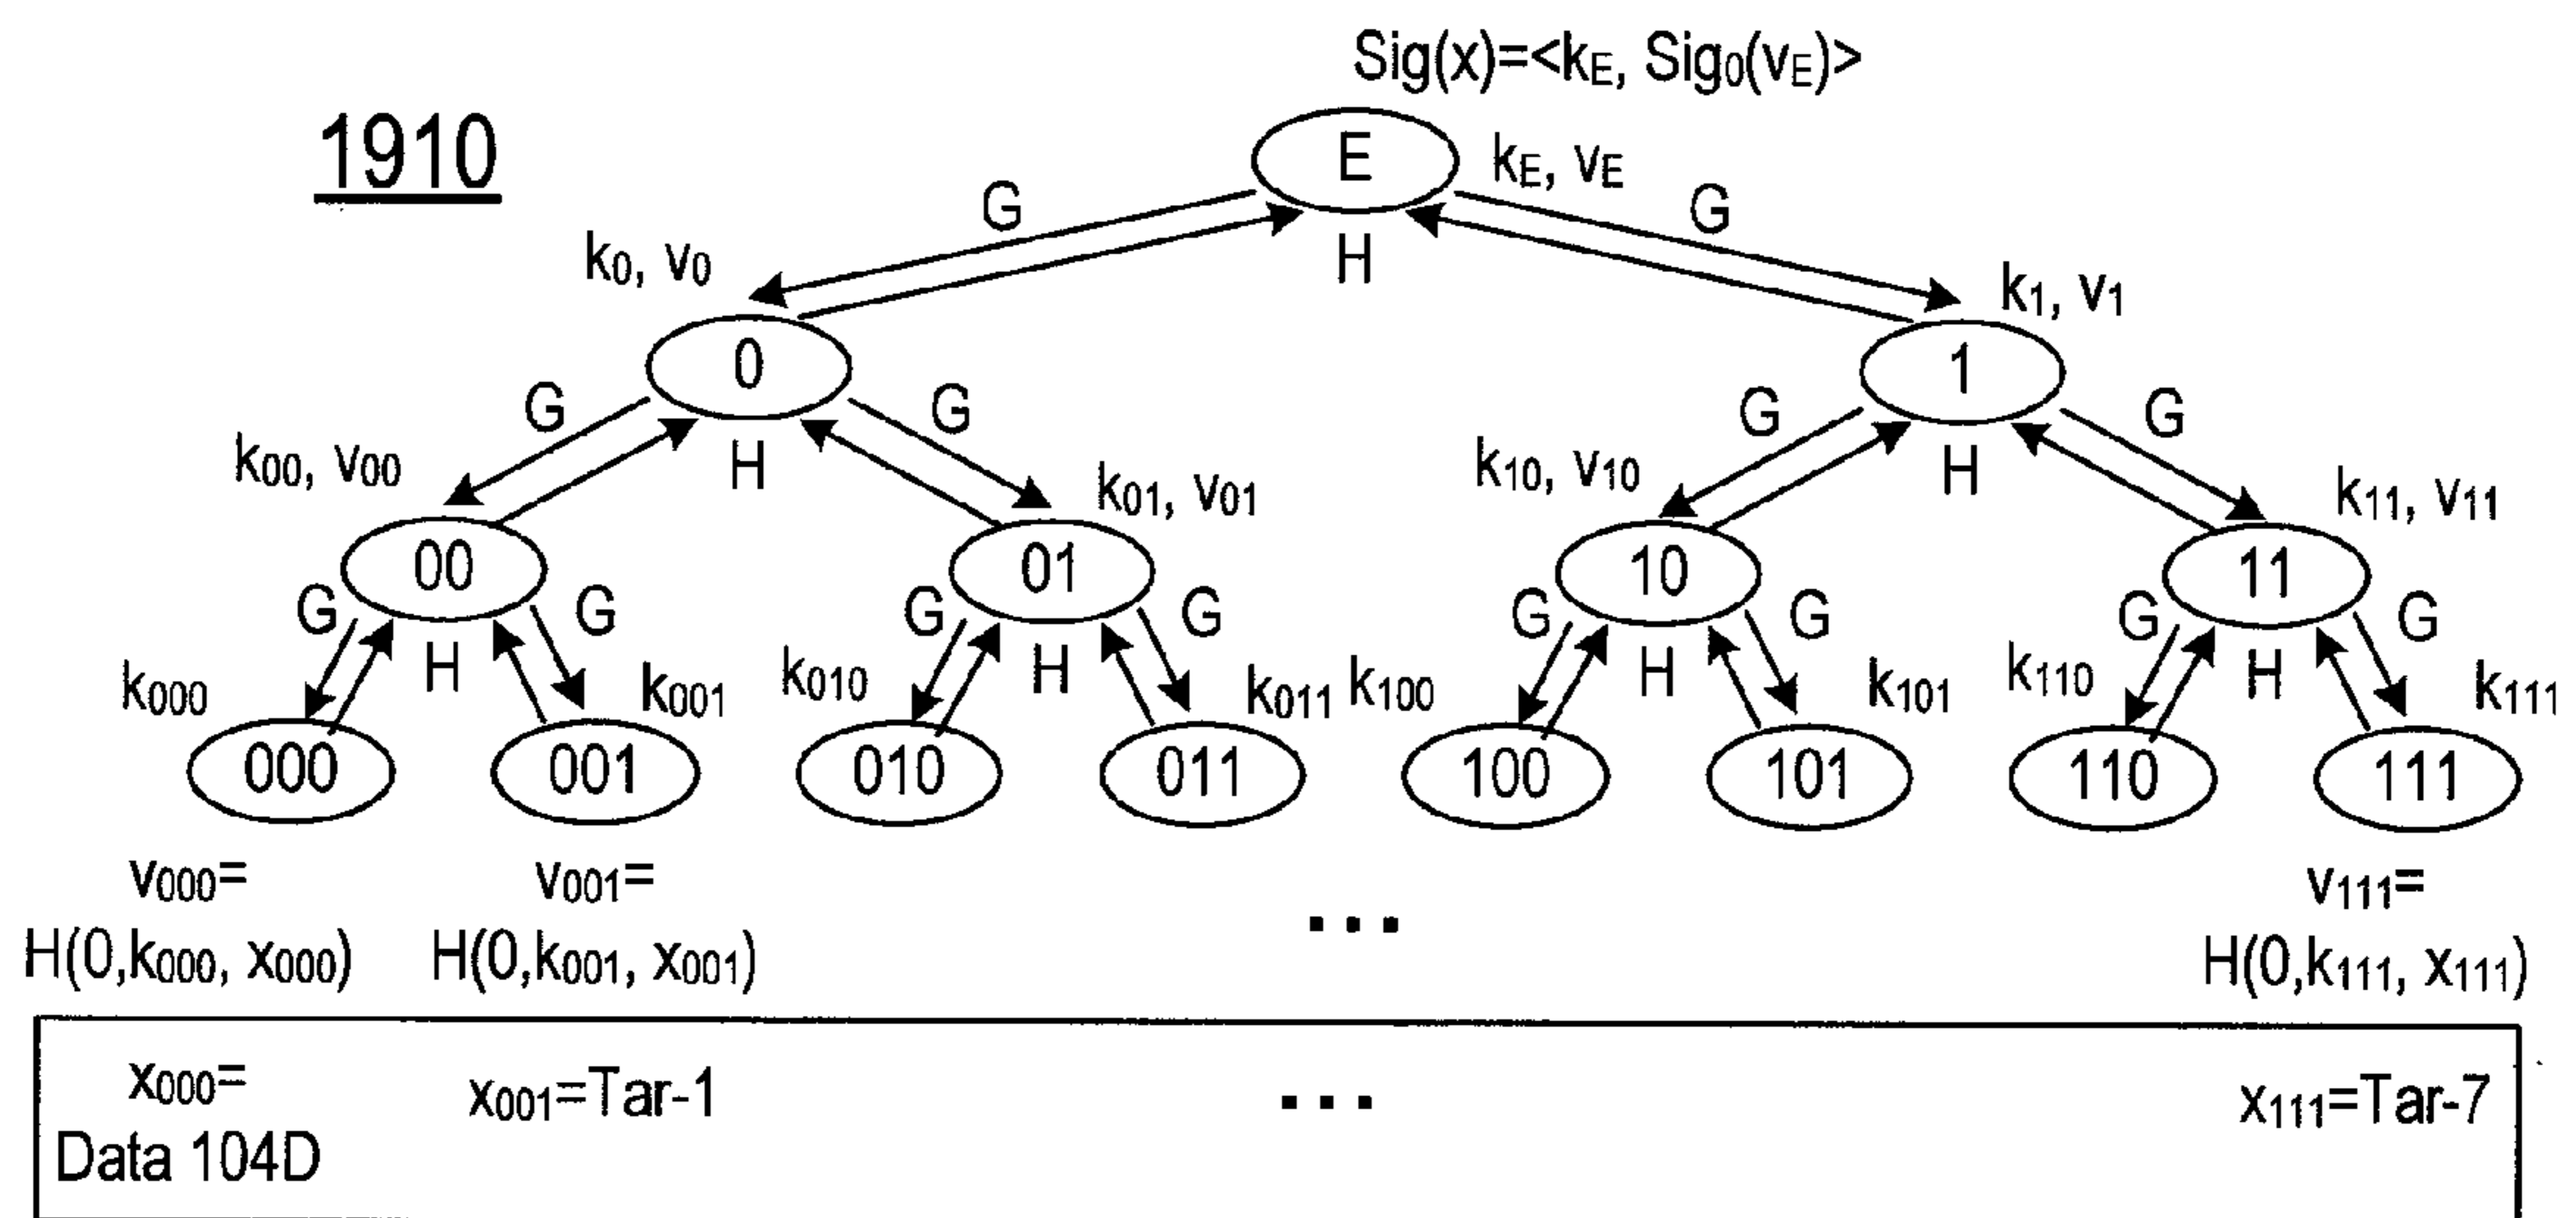 Sig(x)=<kE, Sig0(vE)>
1910
E
kE, vE
G
G
k0, v0
H
k1, v1
0
1
G
G
G
G
k00, v00
H
k01, v01
k10, v10
H
k11, v11
00
01
10
11
G
G
G
G
G
G
G
G
k000
H
k001
k010
H
k011
k100
H
k101
k110
H
k111
000
001
010
011
100
101
110
111
v000=
v001=
v111=
H(0,k000, x000)
H(0,k001, x001)
...
H(0,k111, x111)
x000=
x001=Tar-1
...
x111=Tar-7
Data 104D